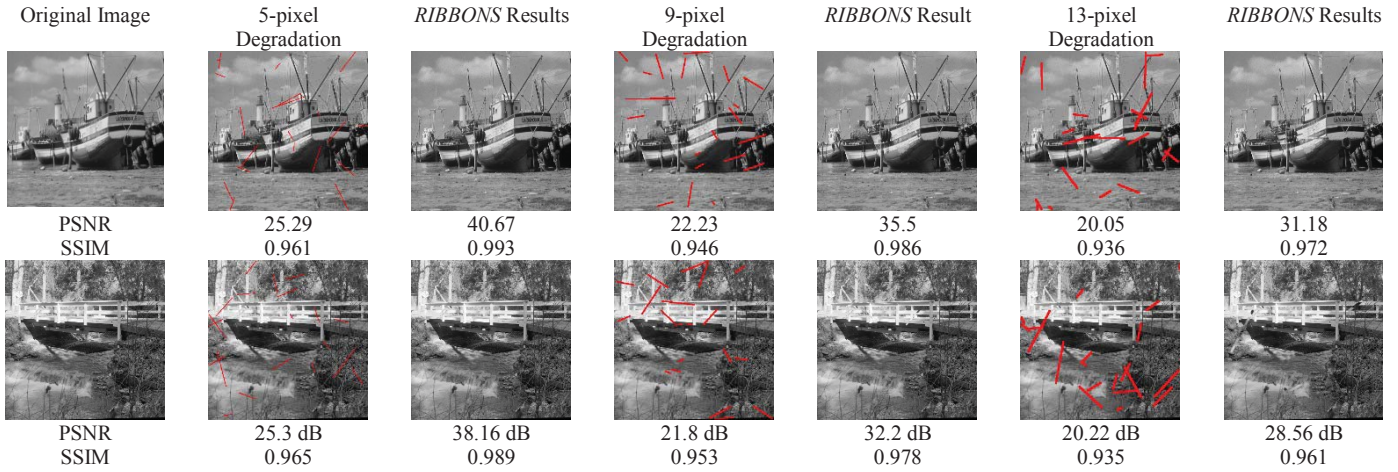 Original Image 5-pixel Degradation RIBBONS Results 9-pixel Degradation RIBBONS Result 13-pixel Degradation RIBBONS Results
PSNR 25.29 40.67 22.23 35.5 20.05 31.18
SSIM 0.961 0.993 0.946 0.986 0.936 0.972
PSNR 25.3 dB 38.16 dB 21.8 dB 32.2 dB 20.22 dB 28.56 dB
SSIM 0.965 0.989 0.953 0.978 0.935 0.961